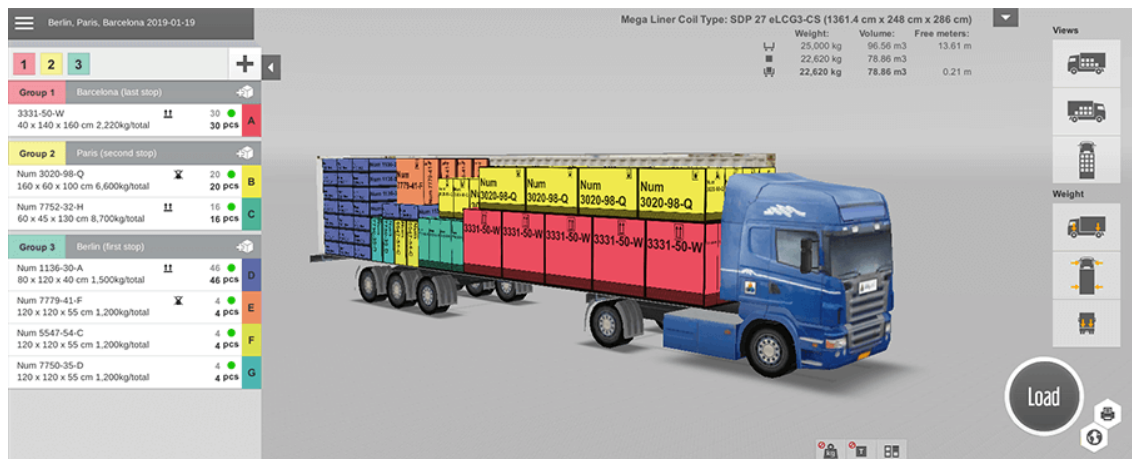 Berlin, Paris, Barcelona 2019-01-19
Mega Liner Coil Type: SDP 27 eLCG3-CS (1361.4 cm x 248 cm x 286 cm)
Weight: Volume: Free meters:
25,000 kg 96.56 m3 13.61 m
22,620 kg 78.86 m3
22,620 kg 78.86 m3 0.21 m
Views
Weight
1 2 3
Group 1 Barcelona (last stop)
3331-50-W 30
40 x 140 x 160 cm 2,220kg/total 30 pcs A
Group 2 Paris (second stop)
Num 3020-98-Q 20
160 x 60 x 100 cm 6,600kg/total 20 pcs B
Num 7752-32-H 16
60 x 45 x 130 cm 8,700kg/total 16 pcs C
Group 3 Berlin (first stop)
Num 1136-30-A 46
80 x 120 x 40 cm 1,500kg/total 46 pcs D
Num 7779-41-F 4
120 x 120 x 55 cm 1,200kg/total 4 pcs E
Num 5547-54-C 4
120 x 120 x 55 cm 1,200kg/total 4 pcs F
Num 7750-35-D 4
120 x 120 x 55 cm 1,200kg/total 4 pcs G
Num
7779-41-F
Num
3020-98-Q
Num
3020-98-Q
Num
3020-98-Q
Num
3020-98-Q
3331-50-W
3331-50-W
3331-50-W
3331-50-W
3331-50-W
Load
kg
T